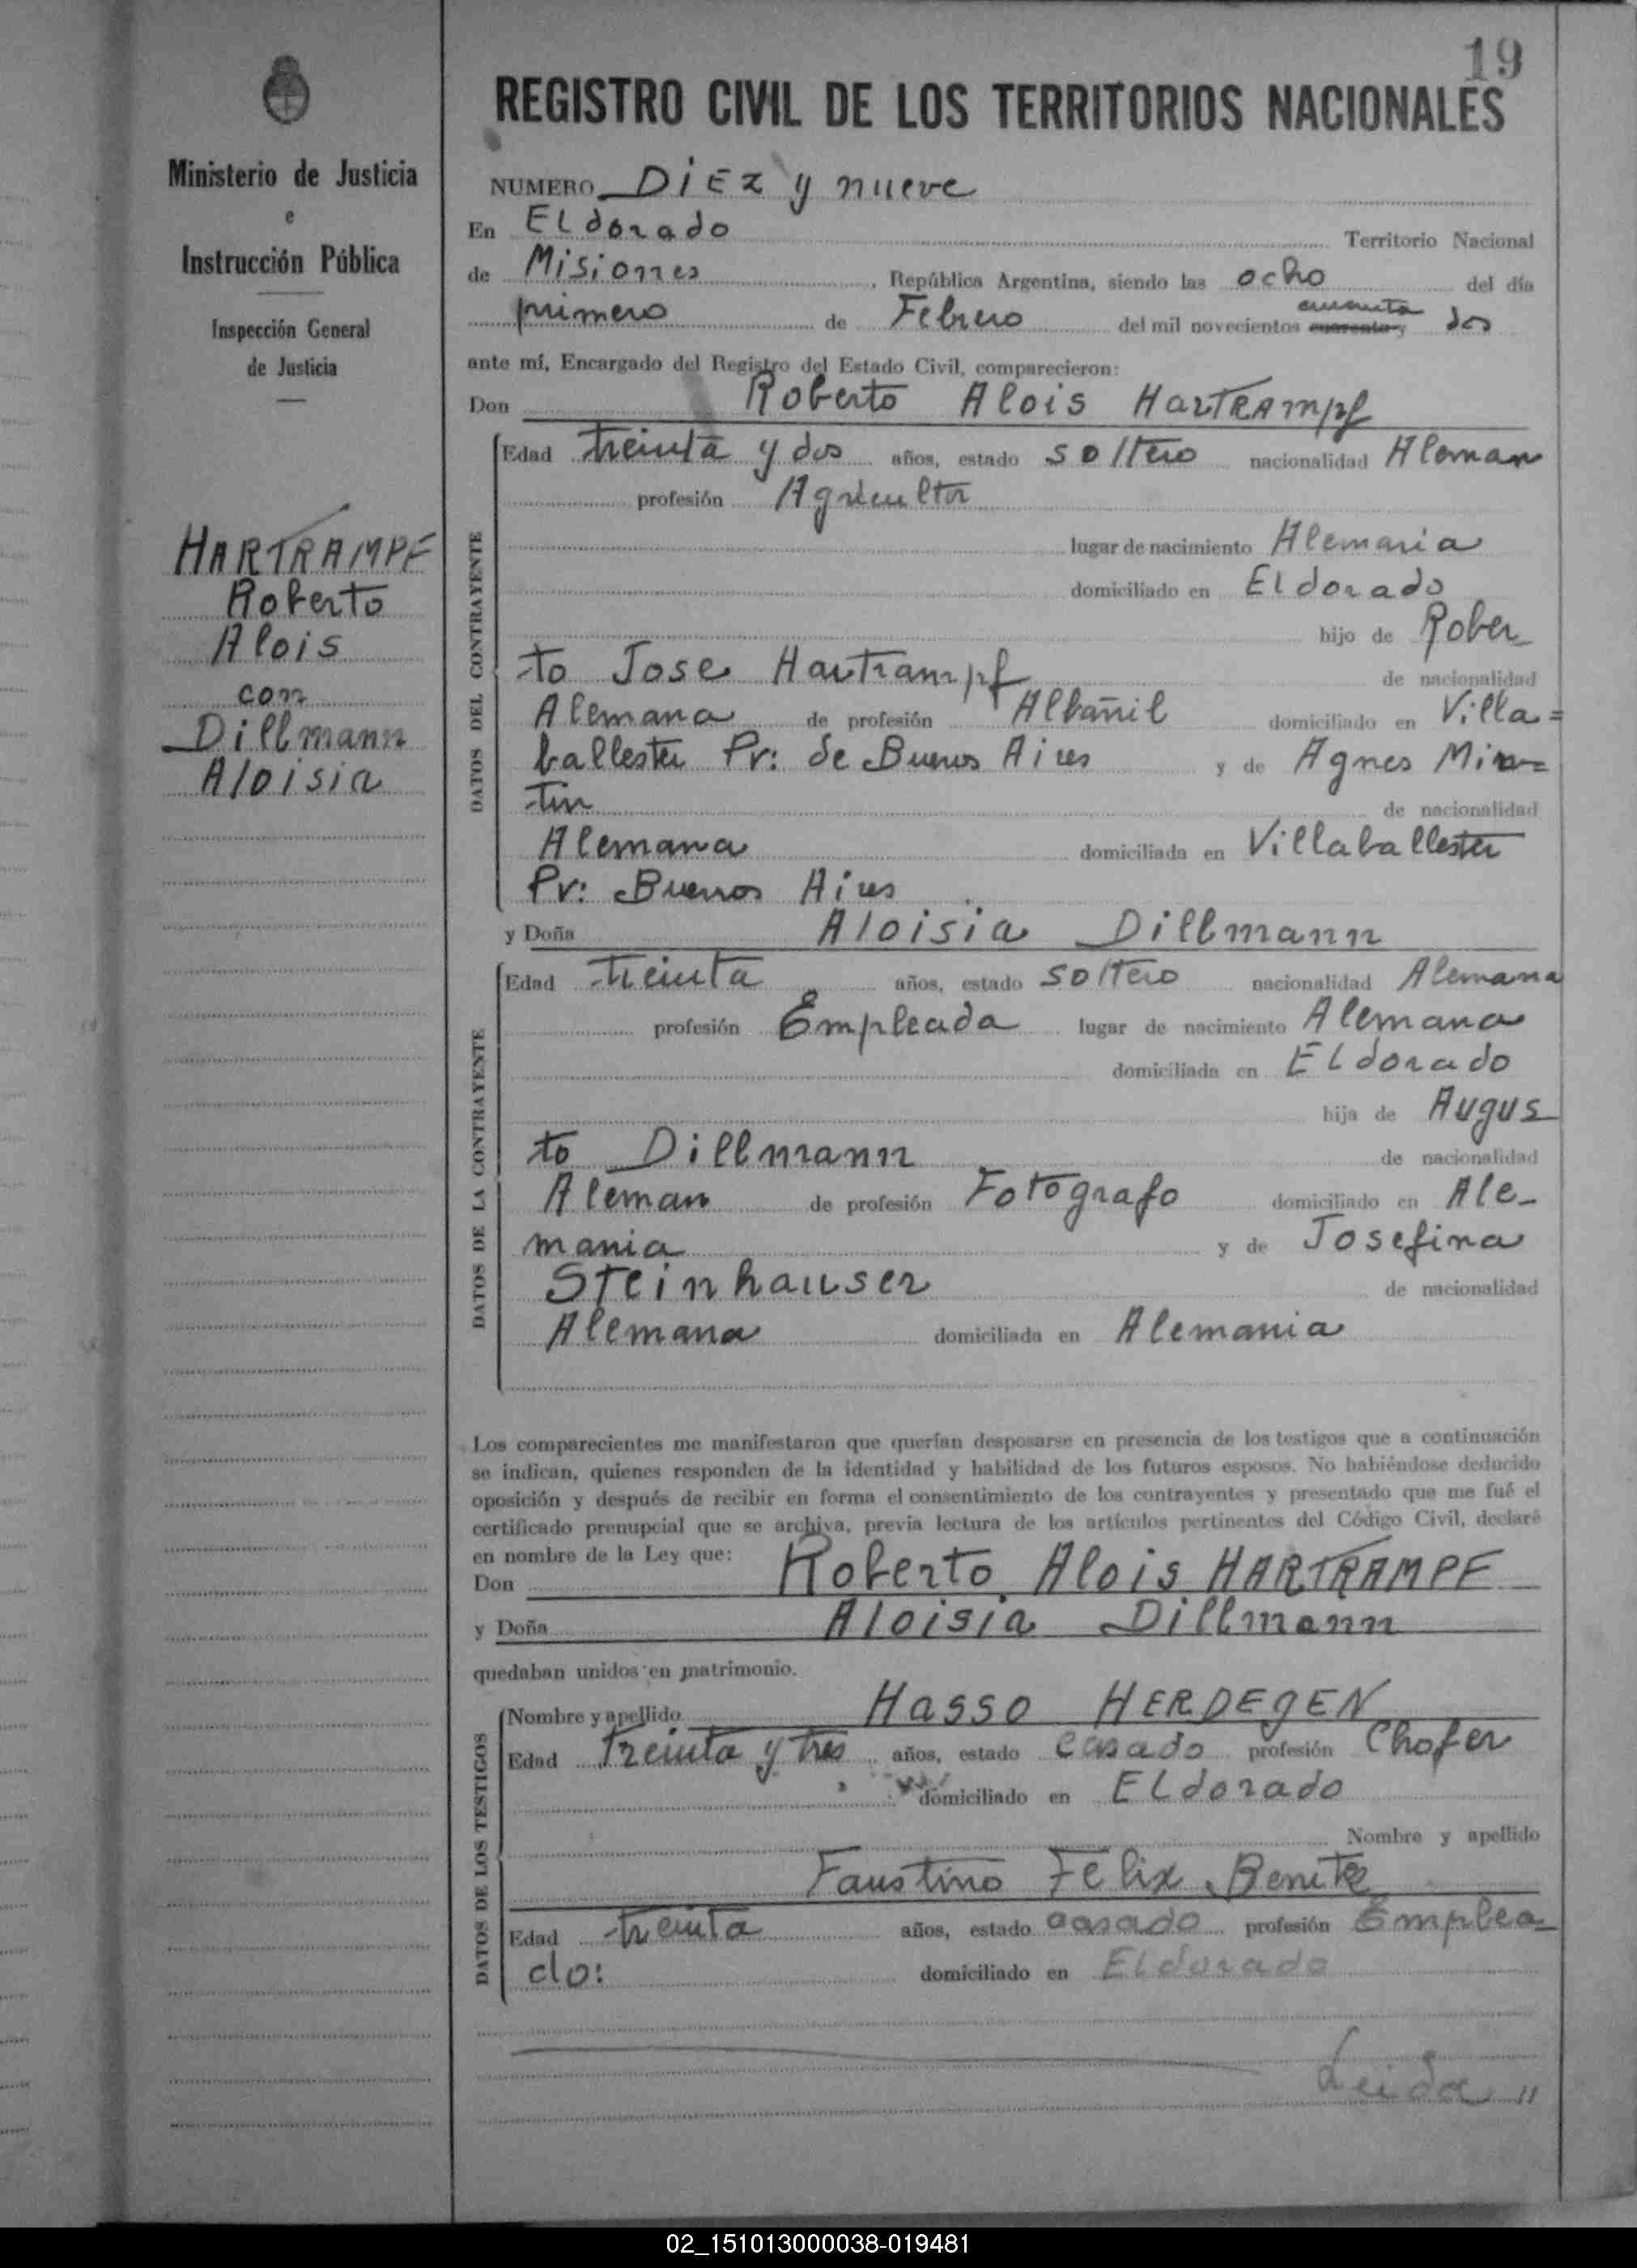 19
REGISTRO CIVIL DE LOS TERRITORIOS NACIONALES
Ministerio de Justicia
e
Instrucción Pública
Inspección General
de Justicia
HARTRAMPF
Roberto
Alois
con
Dillmann
Aloisia
NUMERO Diez y nueve
En Eldorado Territorio Nacional
de Misiones, República Argentina, siendo las ocho del día
primero de Febrero del mil novecientos cuarenta y dos
ante mí, Encargado del Registro del Estado Civil, comparecieron:
Don Roberto Alois Hartrampf
DATOS DEL CONTRAYENTE
Edad treinta y dos años, estado soltero nacionalidad Aleman
profesión Agricultor
lugar de nacimiento Alemania
domiciliado en Eldorado
hijo de Rober
to Jose Hartrampf de nacionalidad
Alemana de profesión Albañil domiciliado en Villa=
ballester Pr: de Buenos Aires y de Agnes
de nacionalidad
Alemana domiciliada en Villaballester
Pr: Buenos Aires
y Doña Aloisia Dillmann
DATOS DE LA CONTRAYENTE
Edad treinta años, estado soltero nacionalidad Alemana
profesión Empleada lugar de nacimiento Alemana
domiciliada en Eldorado
hija de Augus
to Dillmann de nacionalidad
Aleman de profesión Fotografo domiciliado en Ale-
mania y de Josefina
Steinhauser de nacionalidad
Alemana domiciliada en Alemania
Los comparecientes me manifestaron que querían desposarse en presencia de los testigos que a continuación
se indican, quienes responden de la identidad y habilidad de los futuros esposos. No habiéndose deducido
oposición y después de recibir en forma el consentimiento de los contrayentes y presentado que me fué el
certificado prenupcial que se archiva, previa lectura de los artículos pertinentes del Código Civil, declaré
en nombre de la Ley que:
Don Roberto Alois HARTRAMPF
y Doña Aloisia Dillmann
quedaban unidos en matrimonio.
DATOS DE LOS TESTIGOS
Nombre y apellido Hasso HERDEGEN
Edad Treinta y tres años, estado casado profesión Chofer
domiciliado en Eldorado
Nombre y apellido
Faustino Felix Benitez
Edad treinta años, estado casado profesión Emplea-
do: domiciliado en Eldorado
Leida "
02_151013000038-019481